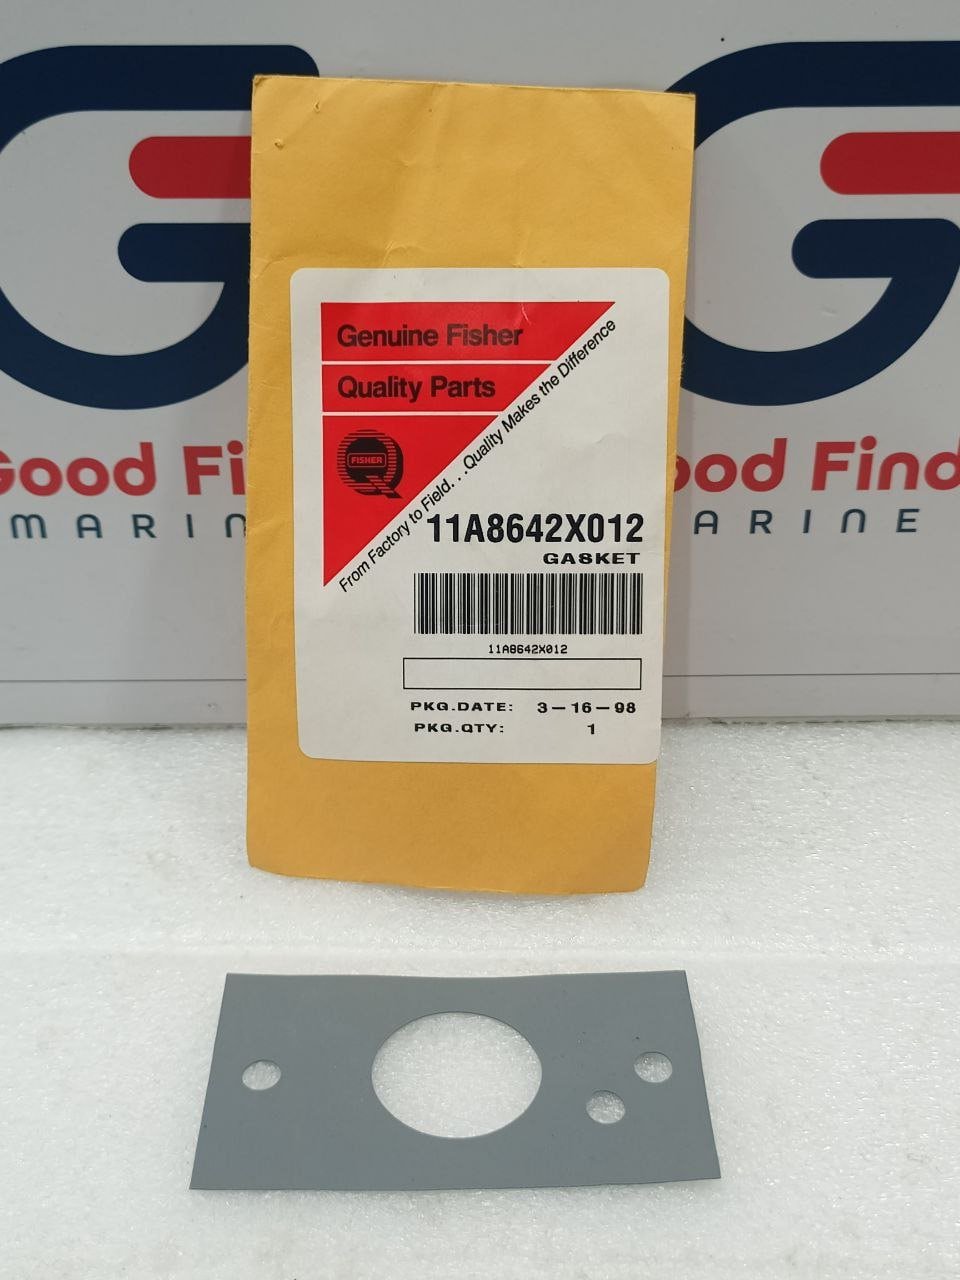 Genuine Fisher
Quality Parts
FISHER
From Factory to Field. . .Quality Makes the Difference
11A8642X012
GASKET
11A8642X012
PKG.DATE: 3-16-98
PKG.QTY: 1
Good Fi
MARIN
ood Find
ARINE